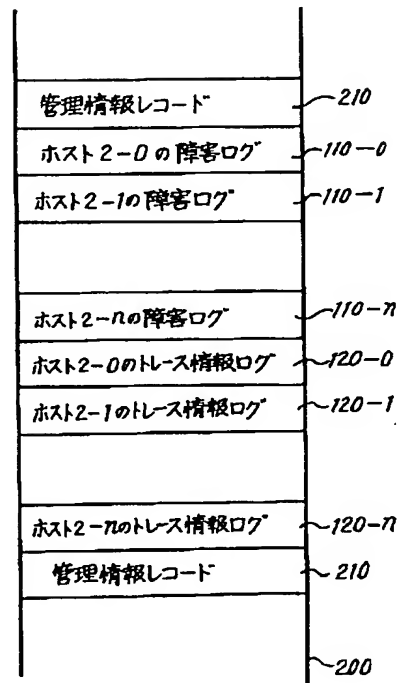 管理情報レコード 210
ホスト2-0の障害ログ 110-0
ホスト2-1の障害ログ 110-1
ホスト2-nの障害ログ 110-n
ホスト2-0のトレース情報ログ 120-0
ホスト2-1のトレース情報ログ 120-1
ホスト2-nのトレース情報ログ 120-n
管理情報レコード 210
200